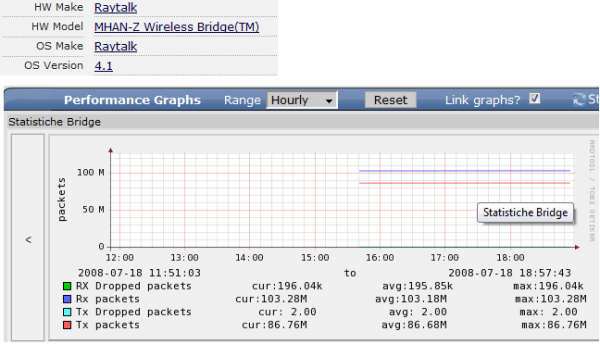 HW Make Raytalk
HW Model MHAN-Z Wireless Bridge(TM)
OS Make Raytalk
OS Version 4.1
Performance Graphs Range Hourly Reset Link graphs? St
Statistiche Bridge
<
packets
100 M
50 M
0
12:00 13:00 14:00 15:00 16:00 17:00 18:00
Statistiche Bridge
RRDTOOL / TOBI OETIKER
2008-07-18 11:51:03 to 2008-07-18 18:57:43
RX Dropped packets cur:196.04k avg:195.85k max:196.04k
Rx packets cur:103.28M avg:103.18M max:103.28M
Tx Dropped packets cur: 2.00 avg: 2.00 max: 2.00
Tx packets cur:86.76M avg:86.68M max:86.76M